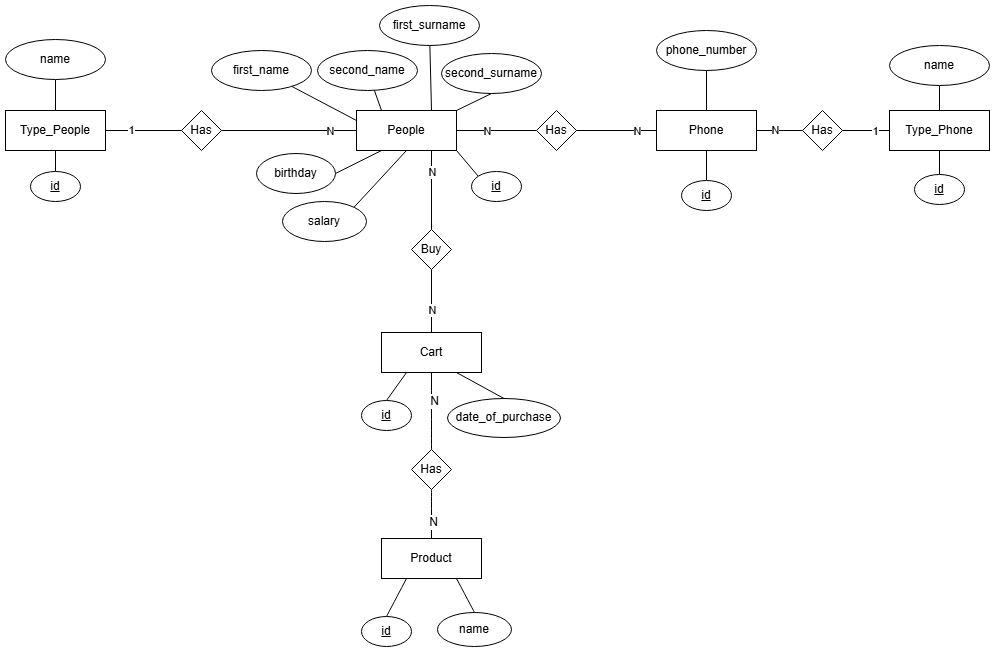 first_surname
name
first_name
second_name
second_surname
phone_number
name
Type_People
1
Has
N
People
N
Has
N
Phone
N
Has
1
Type_Phone
id
birthday
N
id
id
id
salary
Buy
N
Cart
id
N
date_of_purchase
Has
N
Product
id
name